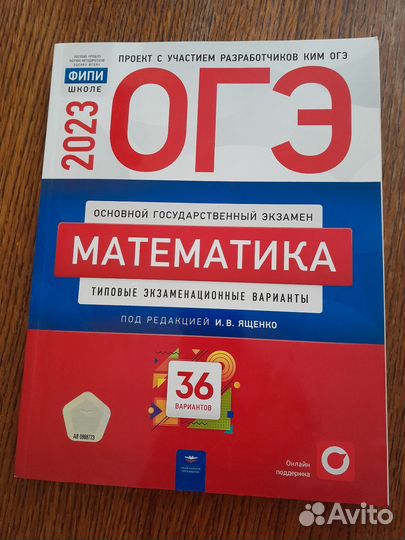 ПРОЕКТ С УЧАСТИЕМ РАЗРАБОТЧИКОВ КИМ ОГЭ
ФИПИ
ШКОЛЕ
2023
ОГЭ
ОСНОВНОЙ ГОСУДАРСТВЕННЫЙ ЭКЗАМЕН
МАТЕМАТИКА
ТИПОВЫЕ ЭКЗАМЕНАЦИОННЫЕ ВАРИАНТЫ
ПОД РЕДАКЦИЕЙ И. В. ЯЩЕНКО
36
ВАРИАНТОВ
Онлайн
поддержка
Avito